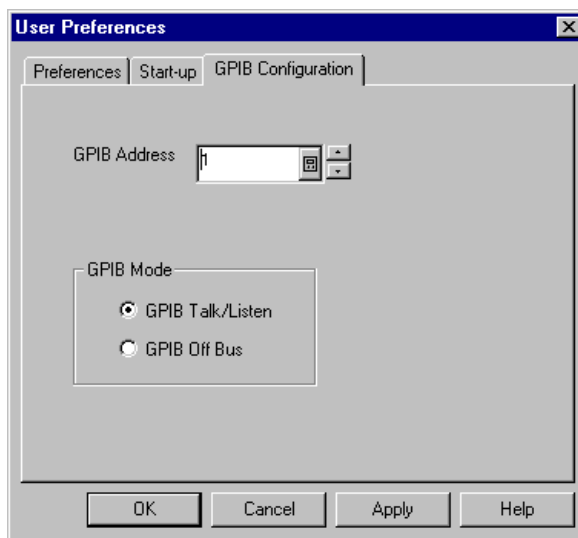 User Preferences
Preferences Start-up GPIB Configuration
GPIB Address 1
GPIB Mode
GPIB Talk/Listen
GPIB Off Bus
OK Cancel Apply Help